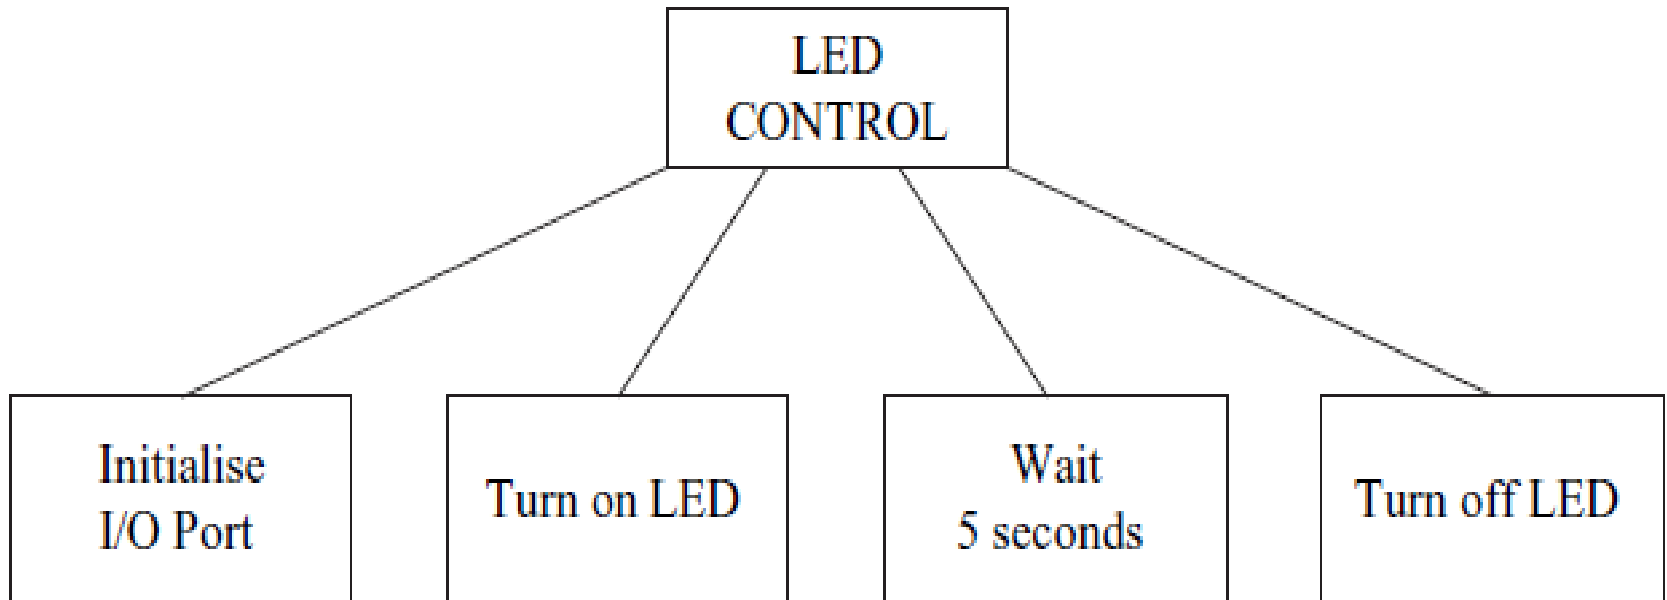 LED
CONTROL
Initialise
I/O Port
Turn on LED
Wait
5 seconds
Turn off LED